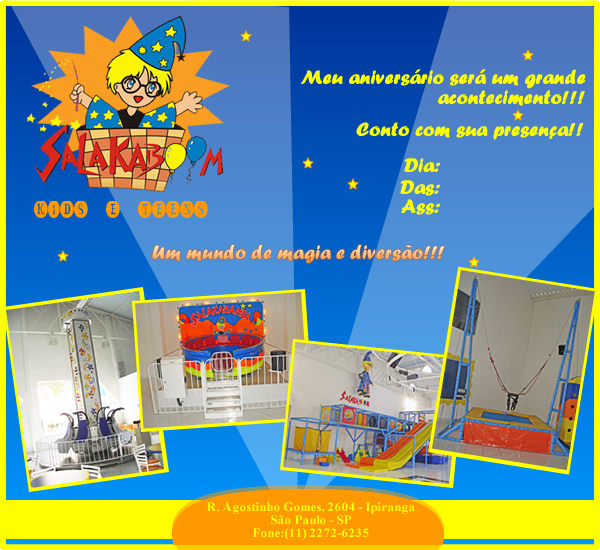 SALAKABOOM
KIDS E TEENS
Meu aniversário será um grande
acontecimento!!!
Conto com sua presença!!
Dia:
Das:
Ass:
Um mundo de magia e diversão!!!
SALAKABOOM
R. Agostinho Gomes, 2604 - Ipiranga
São Paulo - SP
Fone:(11) 2272-6235